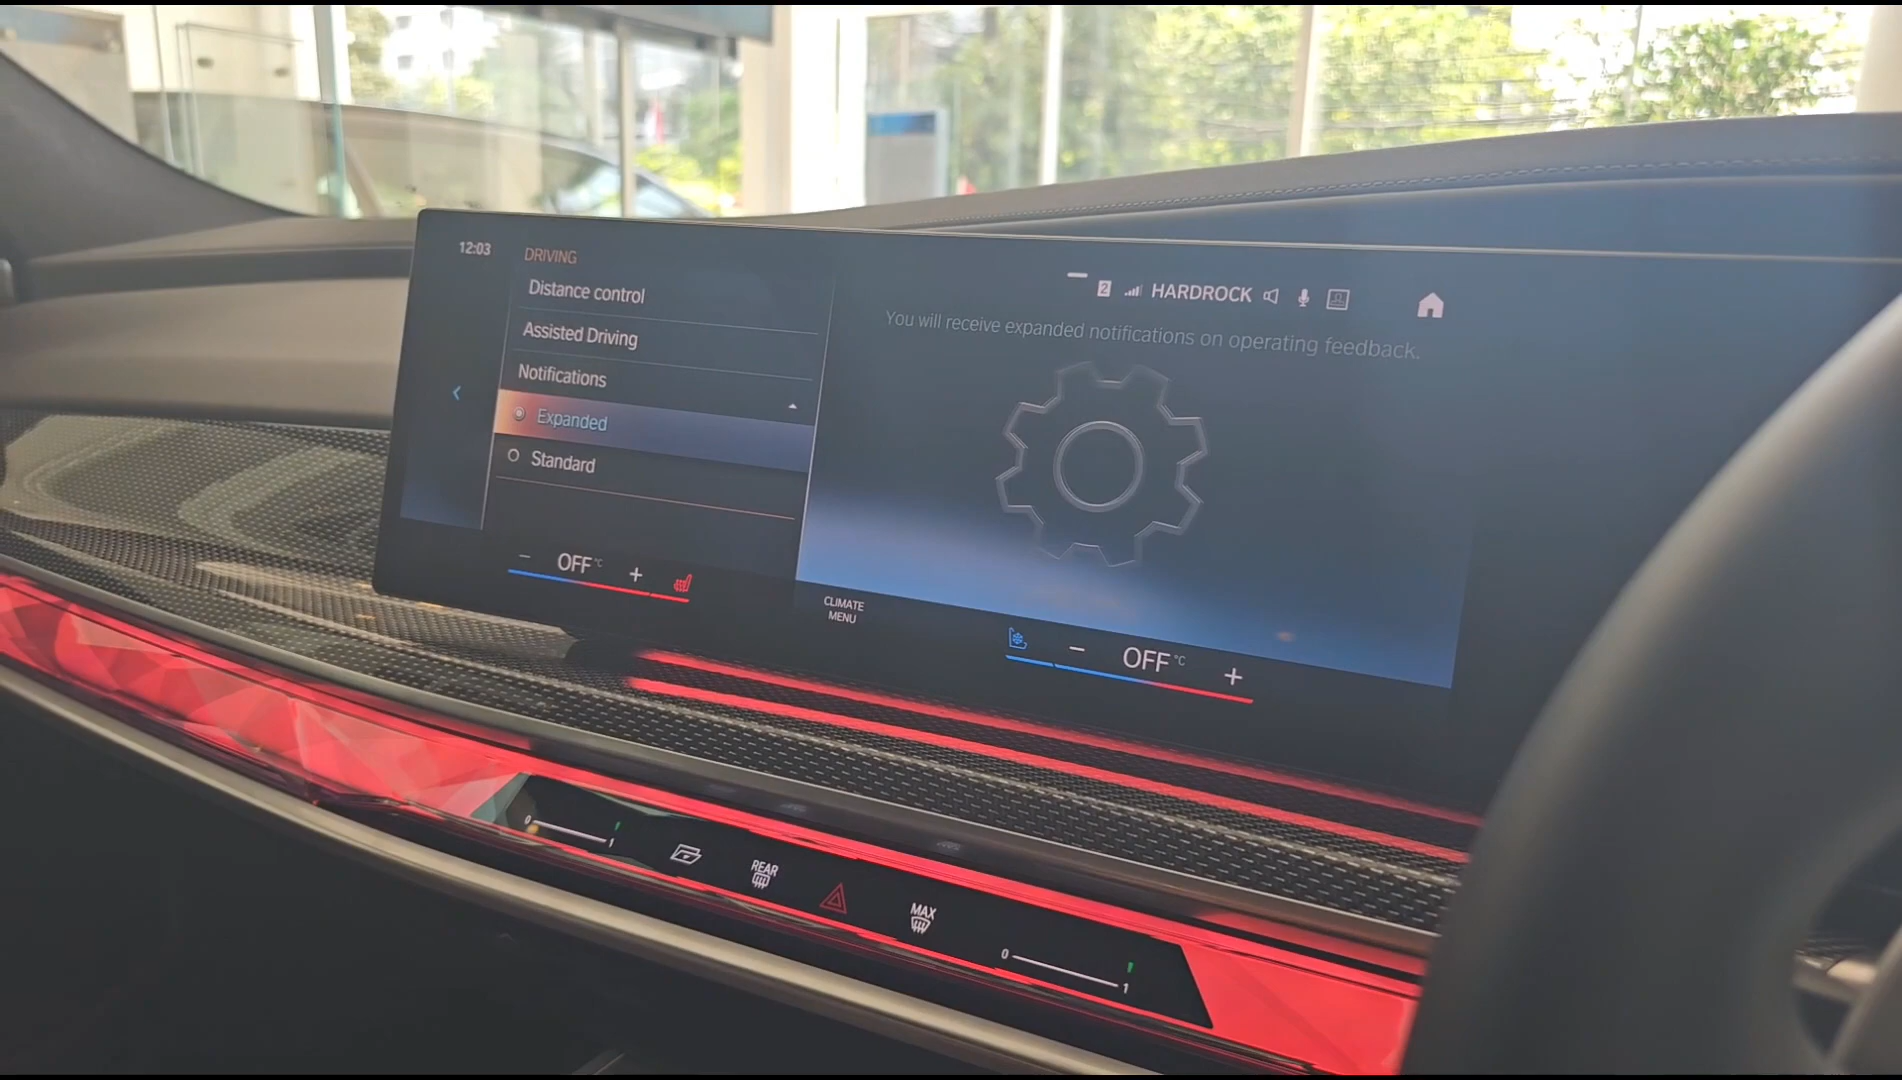 12:03
DRIVING
Distance control
Assisted Driving
Notifications
Expanded
Standard
2 HARDROCK
You will receive expanded notifications on operating feedback.
- OFF °C +
CLIMATE
MENU
- OFF °C +
0
1
REAR
MAX
0
1